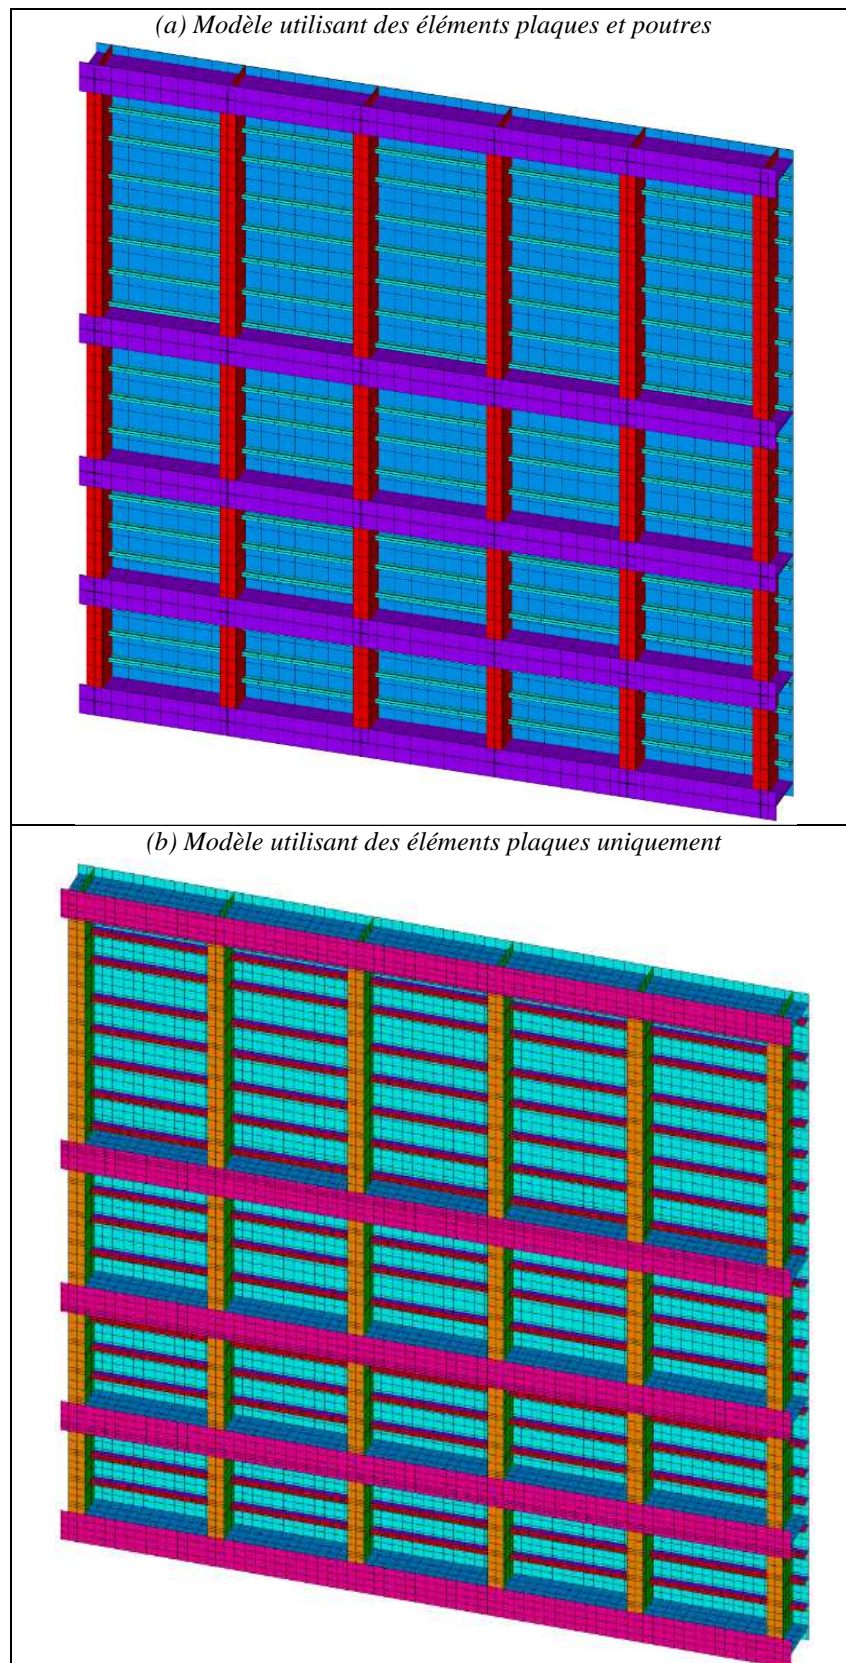 (a) Modèle utilisant des éléments plaques et poutres
(b) Modèle utilisant des éléments plaques uniquement